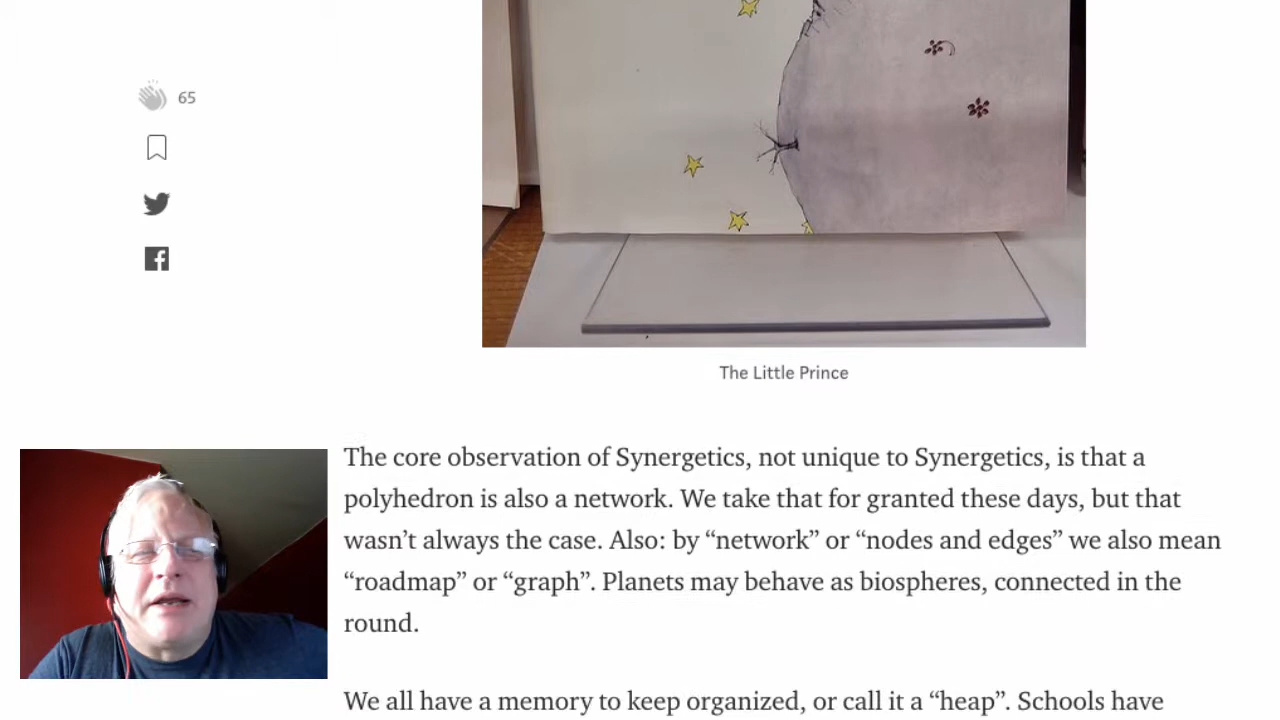 65
The Little Prince
The core observation of Synergetics, not unique to Synergetics, is that a
polyhedron is also a network. We take that for granted these days, but that
wasn’t always the case. Also: by “network” or “nodes and edges” we also mean
“roadmap” or “graph”. Planets may behave as biospheres, connected in the
round.
We all have a memory to keep organized, or call it a “heap”. Schools have